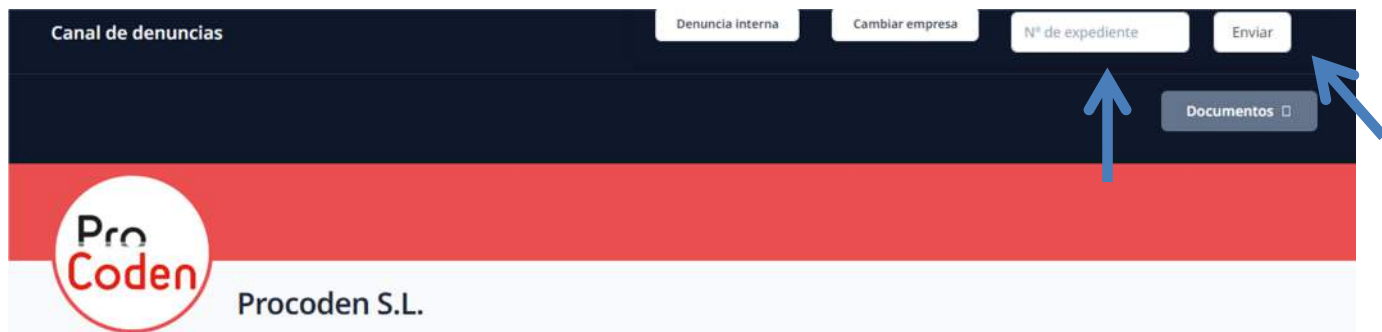 Canal de denuncias
Denuncia interna
Cambiar empresa
Nº de expediente
Enviar
Documentos
Pro
Coden
Procoden S.L.